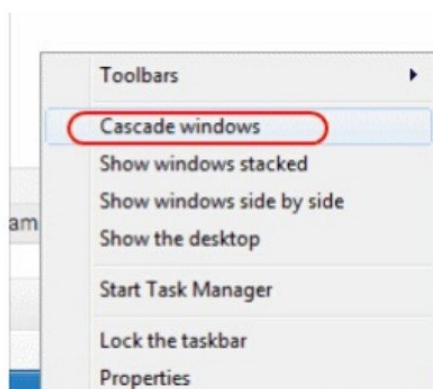 Toolbars
Cascade windows
Show windows stacked
Show windows side by side
am
Show the desktop
Start Task Manager
Lock the taskbar
Properties